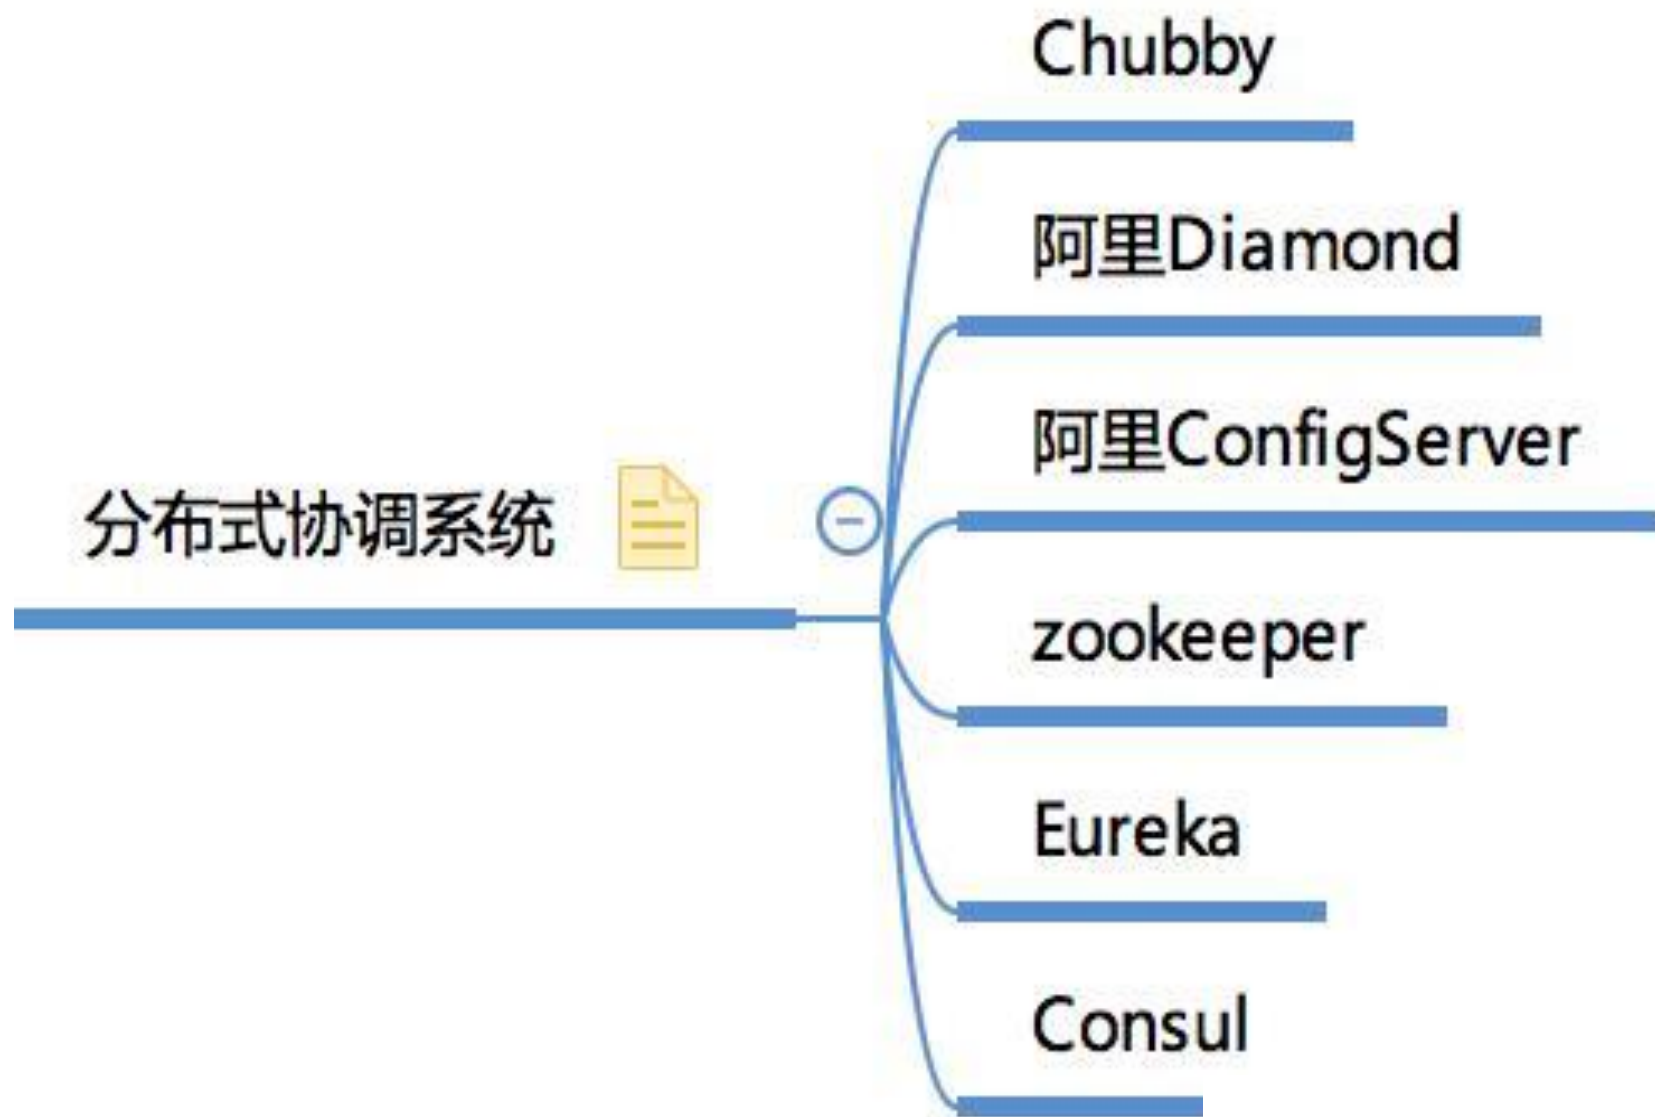 Chubby
阿里Diamond
阿里ConfigServer
分布式协调系统
zookeeper
Eureka
Consul